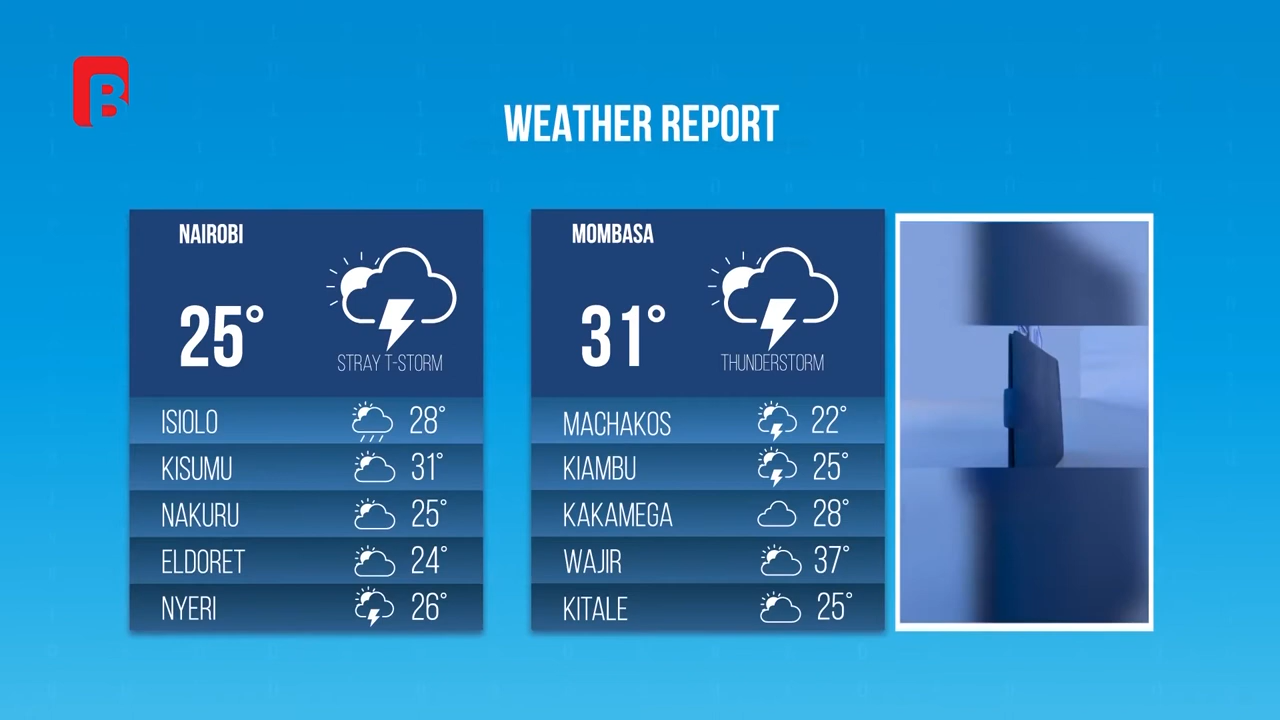 B
WEATHER REPORT
NAIROBI
25°
STRAY T-STORM
ISIOLO 28°
KISUMU 31°
NAKURU 25°
ELDORET 24°
NYERI 26°
MOMBASA
31°
THUNDERSTORM
MACHAKOS 22°
KIAMBU 25°
KAKAMEGA 28°
WAJIR 37°
KITALE 25°